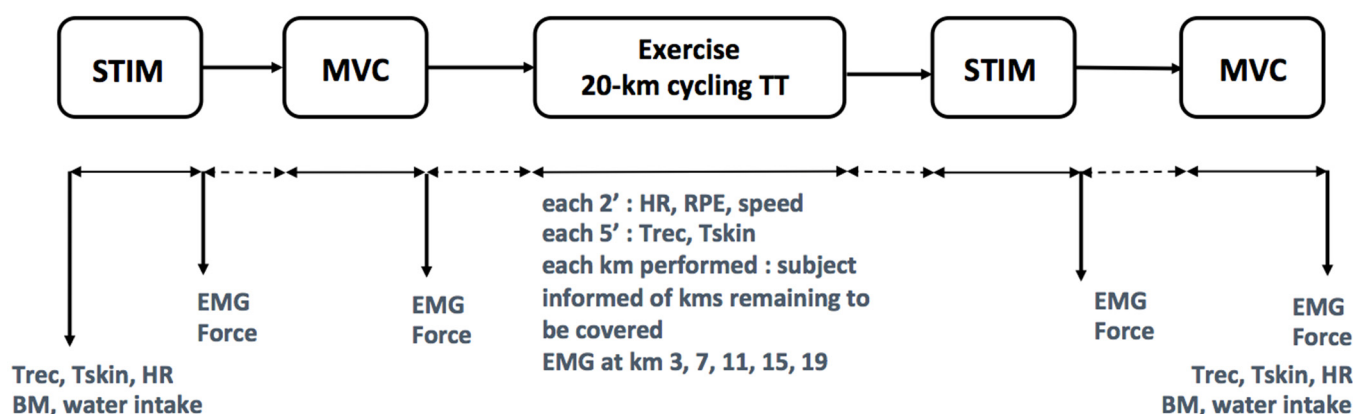 STIM
MVC
Exercise
20-km cycling TT
STIM
MVC
each 2’ : HR, RPE, speed
each 5’ : Trec, Tskin
each km performed : subject
informed of kms remaining to
be covered
EMG at km 3, 7, 11, 15, 19
EMG
Force
EMG
Force
EMG
Force
EMG
Force
Trec, Tskin, HR
BM, water intake
Trec, Tskin, HR
BM, water intake